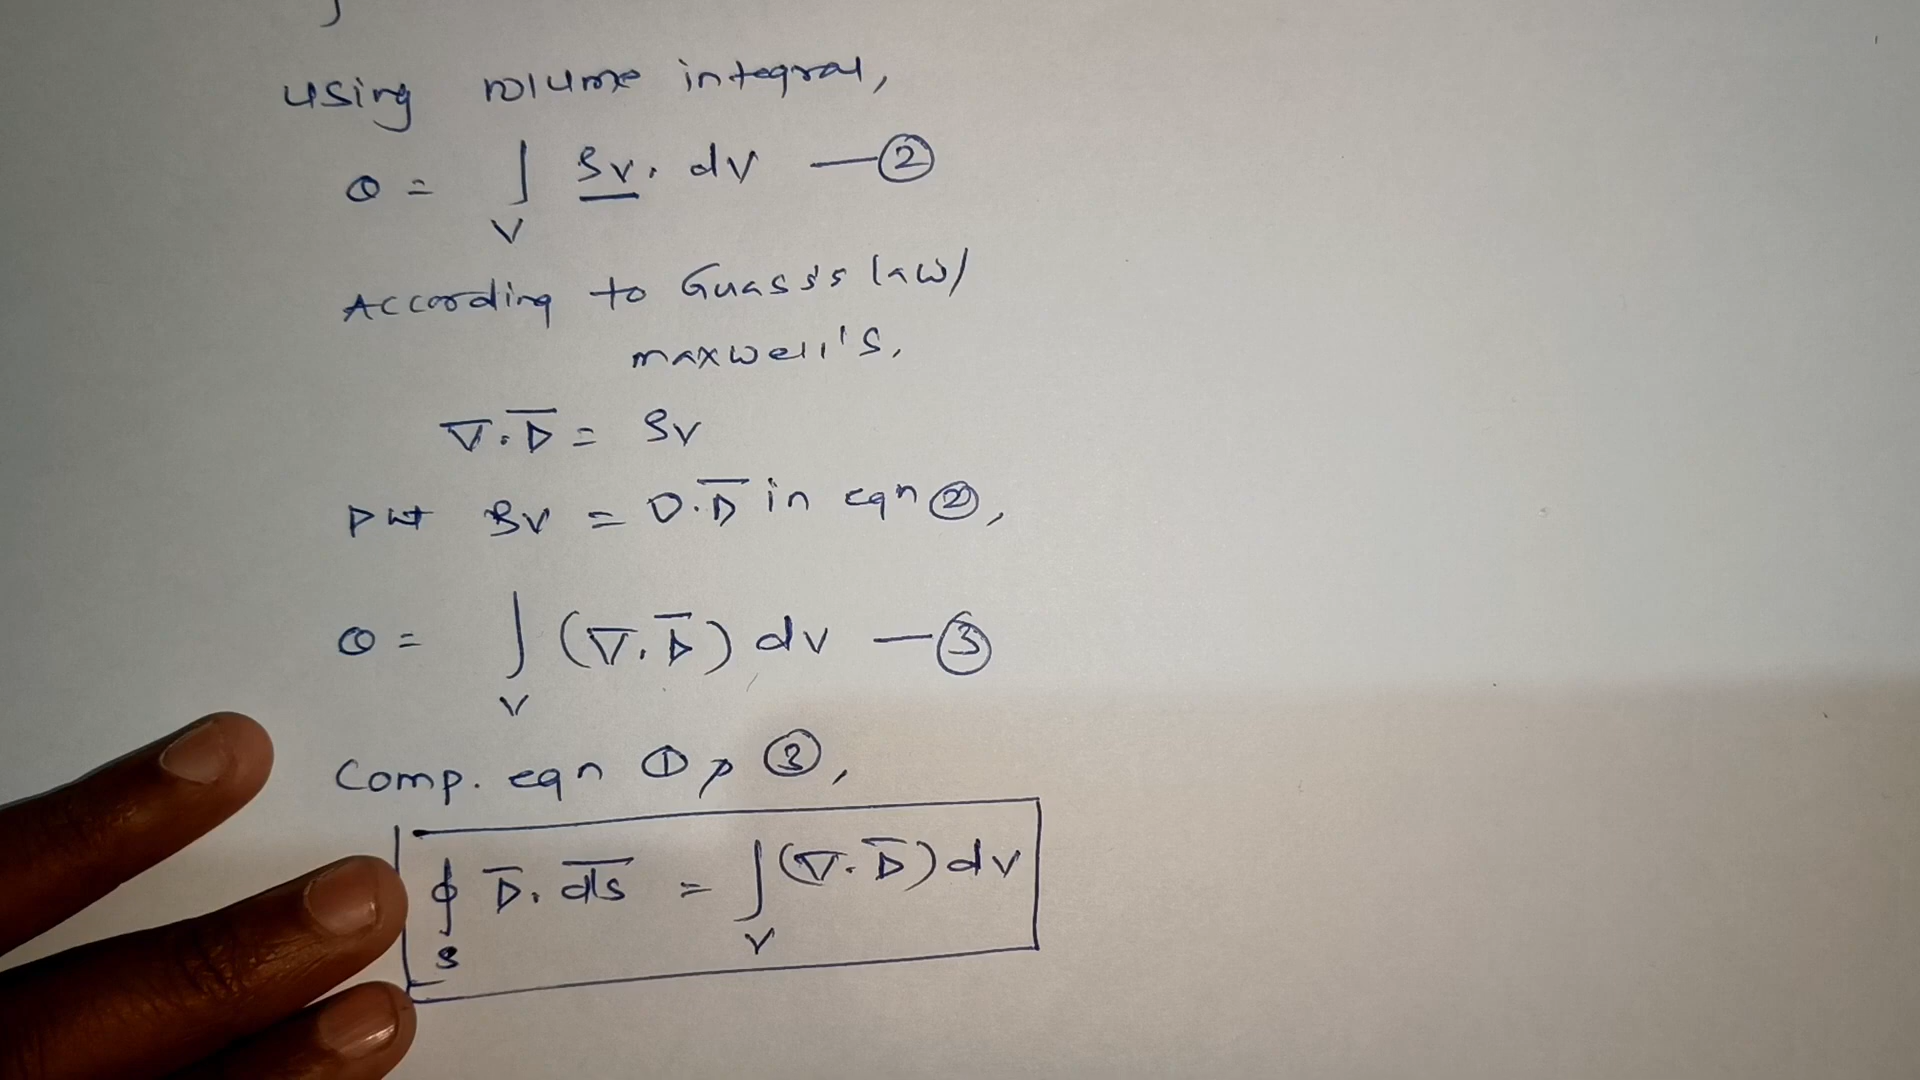 using volume integral,
Q = ∫ ρv. dv —②
V
According to Guass's law/
maxwell's,
∇.D̅ = ρv
put ρv = ∇.D̅ in eqn ②,
Q = ∫ (∇.D̅) dv —③
V
Comp. eqn ① & ③,
∮ D̅. d̅s̅ = ∫ (∇.D̅) dv
S V